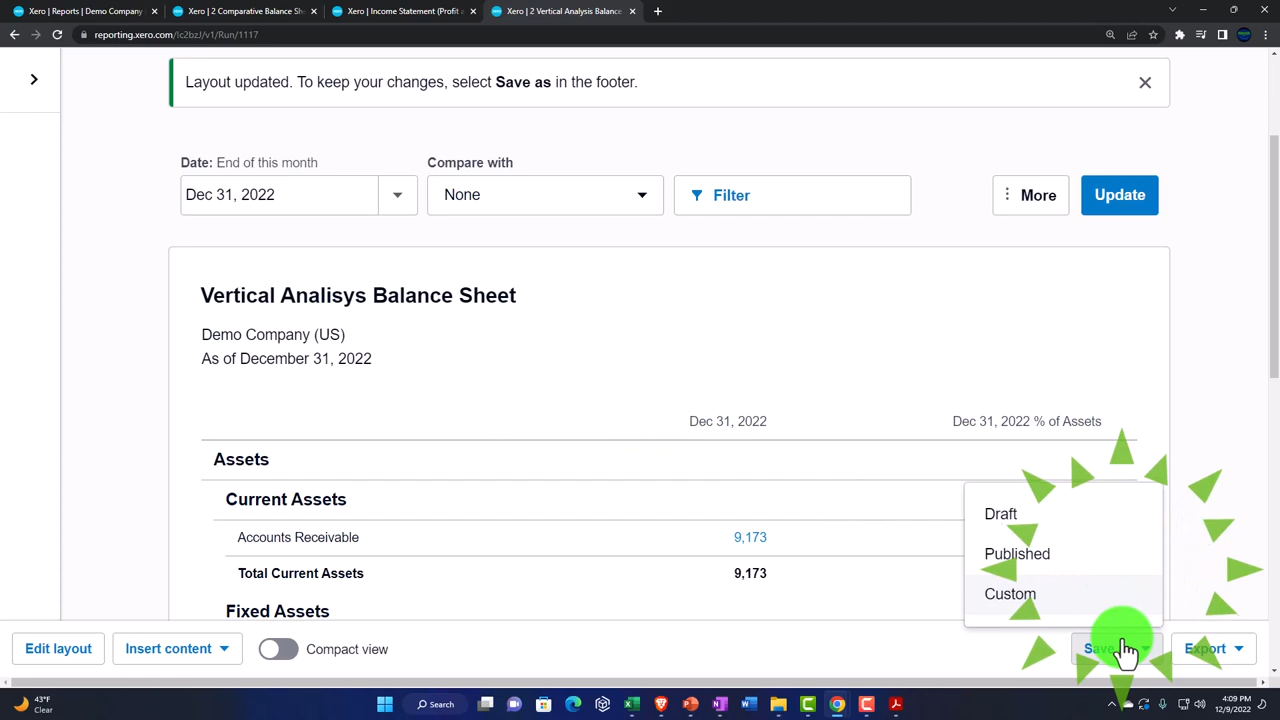 Xero | Reports | Demo Company
Xero | 2 Comparative Balance Sh
Xero | Income Statement (Profit a
Xero | 2 Vertical Analysis Balance
reporting.xero.com/!c2bzJ/v1/Run/1117
Layout updated. To keep your changes, select Save as in the footer.
Date: End of this month
Compare with
Dec 31, 2022
None
Filter
More
Update
Vertical Analisys Balance Sheet
Demo Company (US)
As of December 31, 2022
Dec 31, 2022
Dec 31, 2022 % of Assets
Assets
Current Assets
Accounts Receivable 9,173
Total Current Assets 9,173
Fixed Assets
Draft
Published
Custom
Edit layout
Insert content
Compact view
Save
Export
43°F
Clear
Search
4:09 PM
12/9/2022